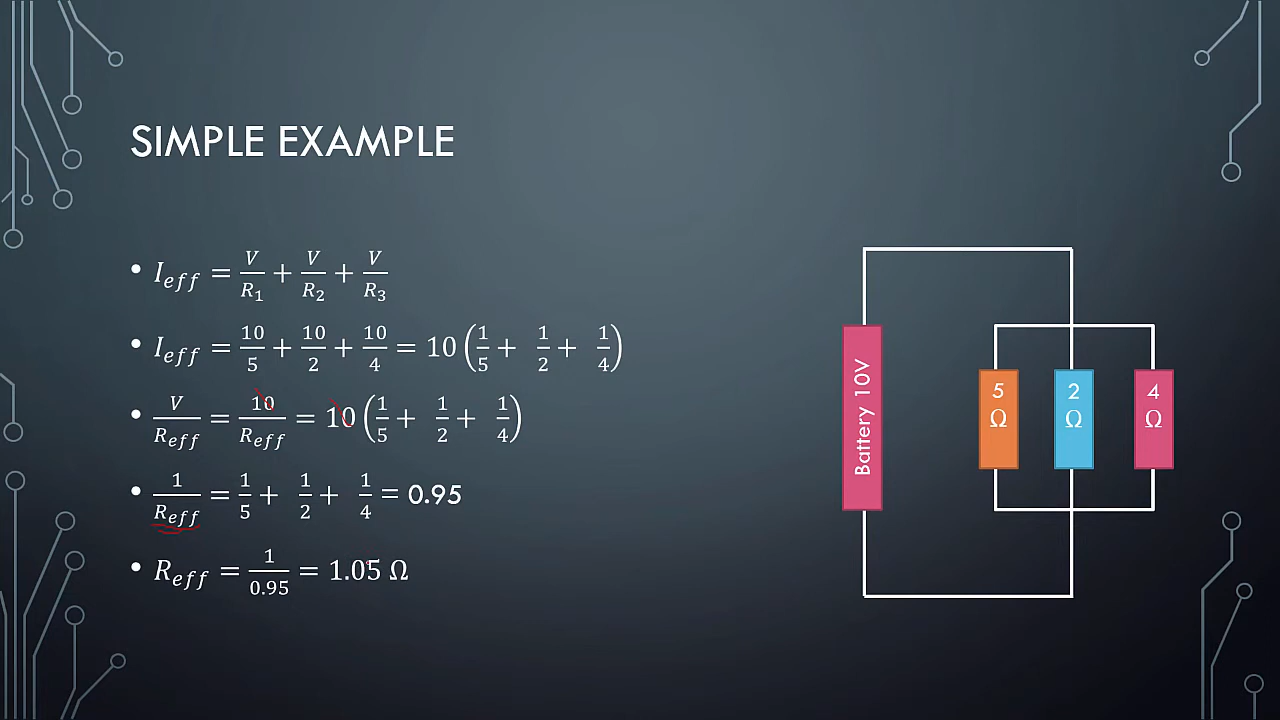 SIMPLE EXAMPLE
• I_eff = V/R₁ + V/R₂ + V/R₃
• I_eff = 10/5 + 10/2 + 10/4 = 10(1/5 + 1/2 + 1/4)
• V/R_eff = 10/R_eff = 10(1/5 + 1/2 + 1/4)
• 1/R_eff = 1/5 + 1/2 + 1/4 = 0.95
• R_eff = 1/0.95 = 1.05 Ω
Battery 10V
5 Ω
2 Ω
4 Ω